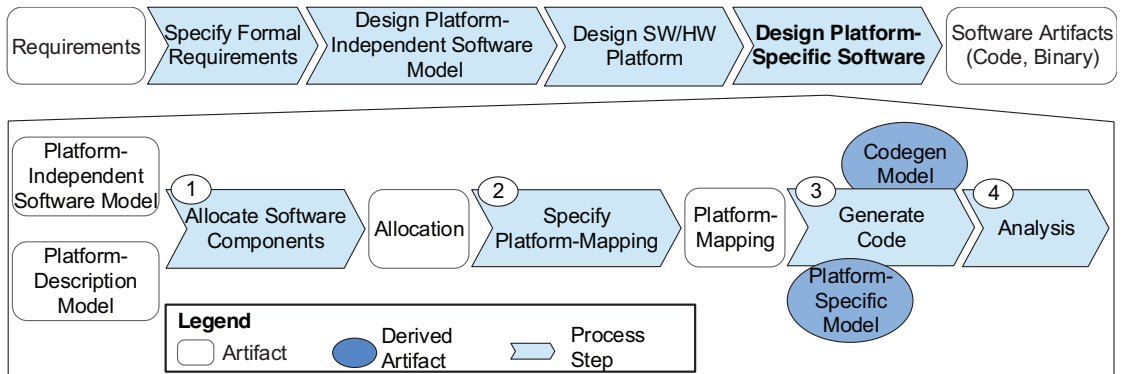 Requirements
Specify Formal
Requirements
Design Platform-
Independent Software
Model
Design SW/HW
Platform
Design Platform-
Specific Software
Software Artifacts
(Code, Binary)
Platform-
Independent
Software Model
Platform-
Description
Model
1
Allocate Software
Components
Allocation
2
Specify
Platform-Mapping
Platform-
Mapping
Codegen
Model
3
Generate
Code
Platform-
Specific
Model
4
Analysis
Legend
Artifact
Derived
Artifact
Process
Step